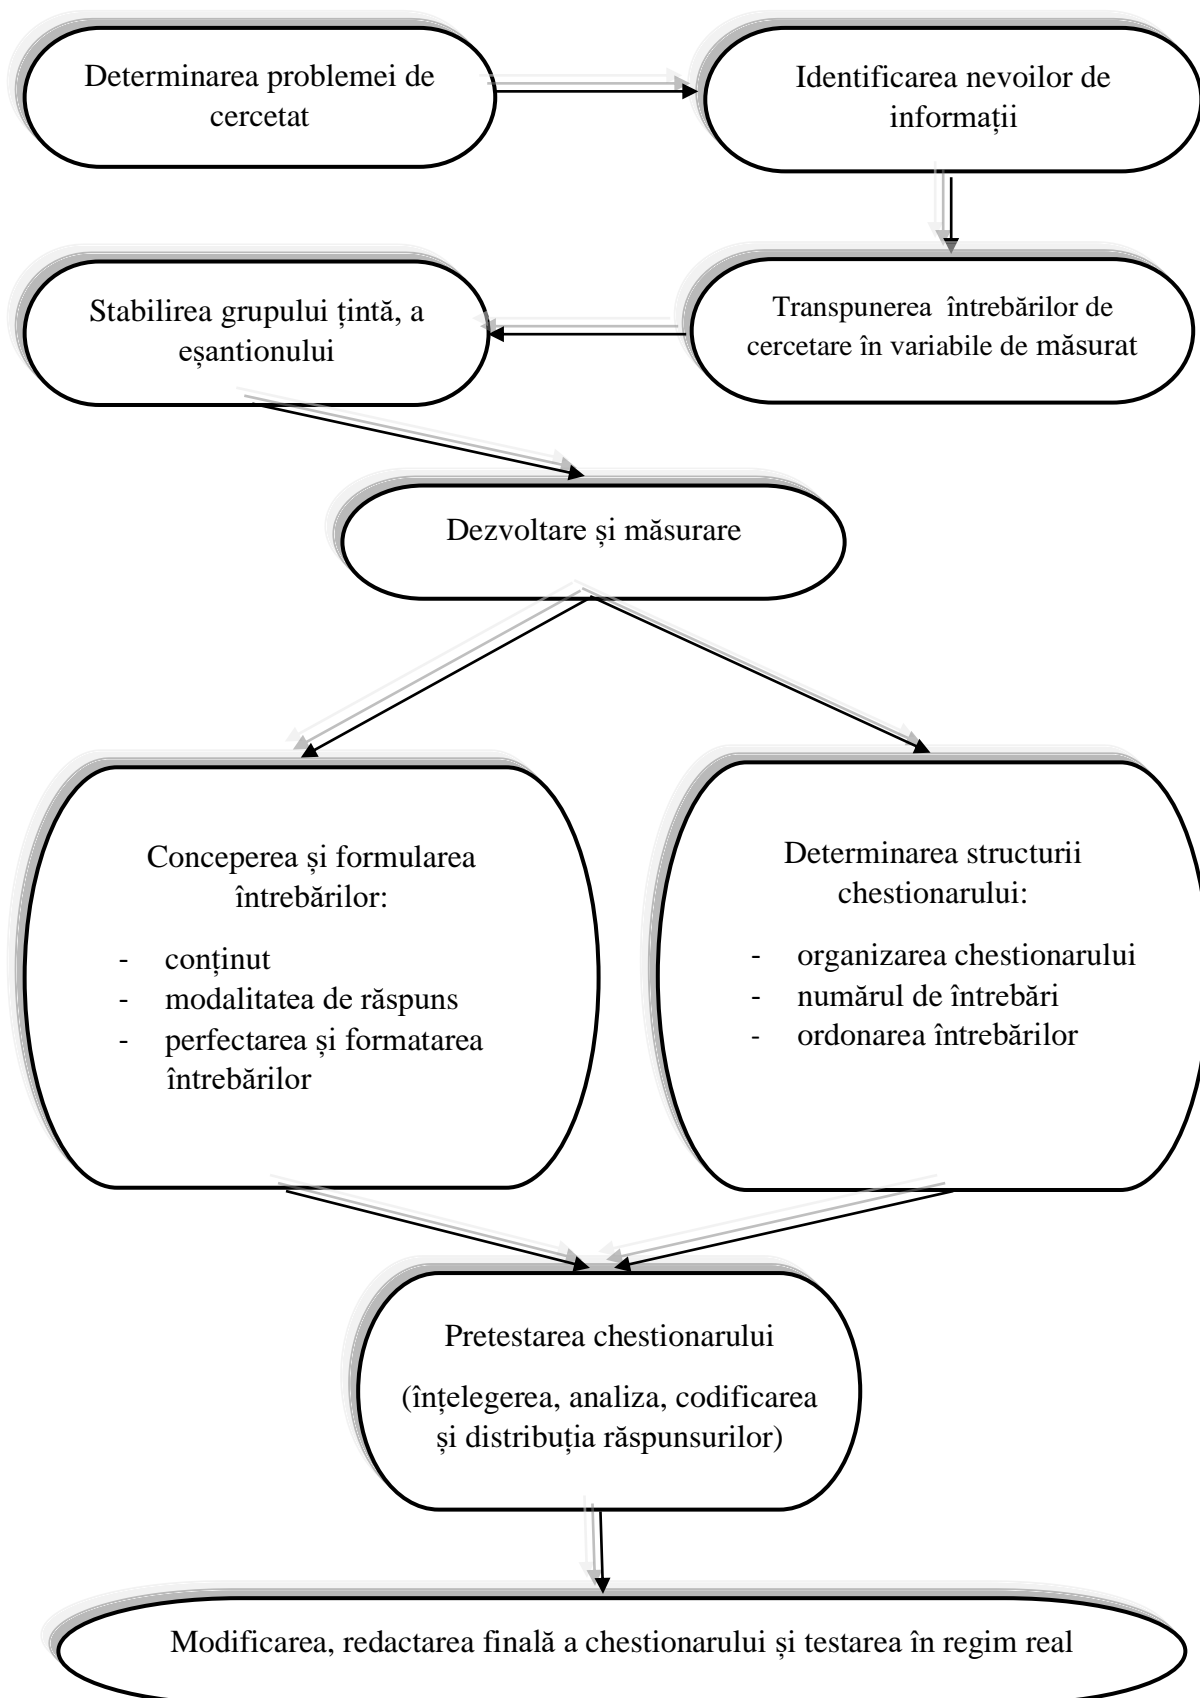 Determinarea problemei de
cercetat
Identificarea nevoilor de
informații
Transpunerea întrebărilor de
cercetare în variabile de măsurat
Stabilirea grupului țintă, a
eșantionului
Dezvoltare și măsurare
Conceperea și formularea
întrebărilor:
- conținut
- modalitatea de răspuns
- perfectarea și formatarea
întrebărilor
Determinarea structurii
chestionarului:
- organizarea chestionarului
- numărul de întrebări
- ordonarea întrebărilor
Pretestarea chestionarului
(înțelegerea, analiza, codificarea
și distribuția răspunsurilor)
Modificarea, redactarea finală a chestionarului și testarea în regim real